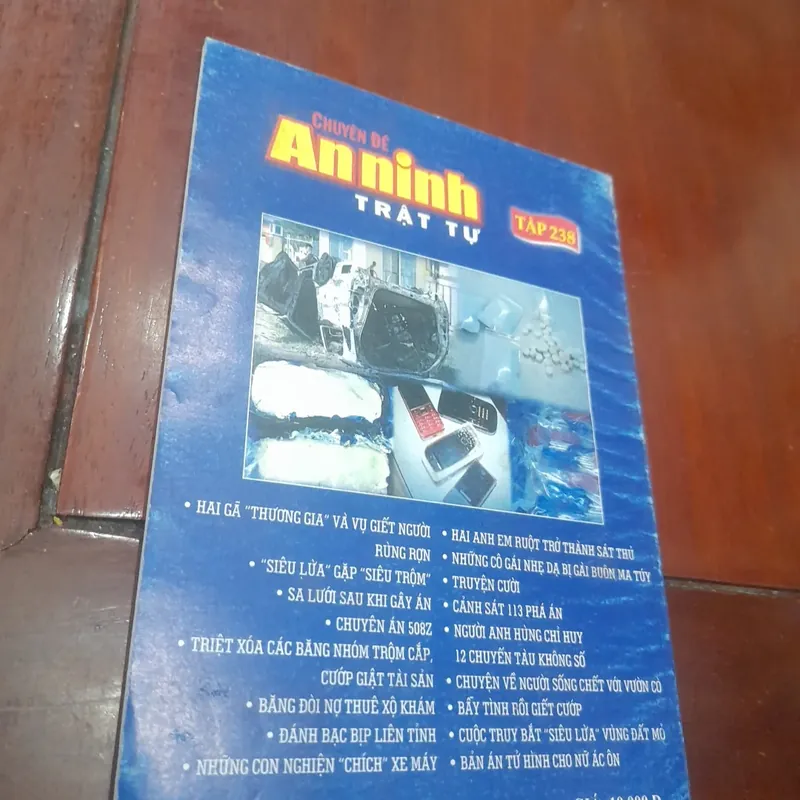 CHUYÊN ĐỀ
An ninh
TRẬT TỰ
TẬP 238
• HAI GÃ "THƯƠNG GIA" VÀ VỤ GIẾT NGƯỜI
RÙNG RỢN
• "SIÊU LỪA" GẶP "SIÊU TRỘM"
• SA LƯỚI SAU KHI GÂY ÁN
• CHUYÊN ÁN 508Z
• TRIỆT XÓA CÁC BĂNG NHÓM TRỘM CẮP,
CƯỚP GIẬT TÀI SẢN
• BĂNG ĐÒI NỢ THUÊ XỘ KHÁM
• ĐÁNH BẠC BỊP LIÊN TỈNH
• NHỮNG CON NGHIỆN "CHÍCH" XE MÁY
• HAI ANH EM RUỘT TRỞ THÀNH SÁT THỦ
• NHỮNG CÔ GÁI NHẸ DẠ BỊ GÀI BUÔN MA TÚY
• TRUYỆN CƯỜI
• CẢNH SÁT 113 PHÁ ÁN
• NGƯỜI ANH HÙNG CHỈ HUY
12 CHUYẾN TÀU KHÔNG SỐ
• CHUYỆN VỀ NGƯỜI SỐNG CHẾT VỚI VƯỜN CÒ
• BẨY TÌNH RỒI GIẾT CƯỚP
• CUỘC TRUY BẮT "SIÊU LỪA" VÙNG ĐẤT MỎ
• BẢN ÁN TỬ HÌNH CHO NỮ ÁC ÔN